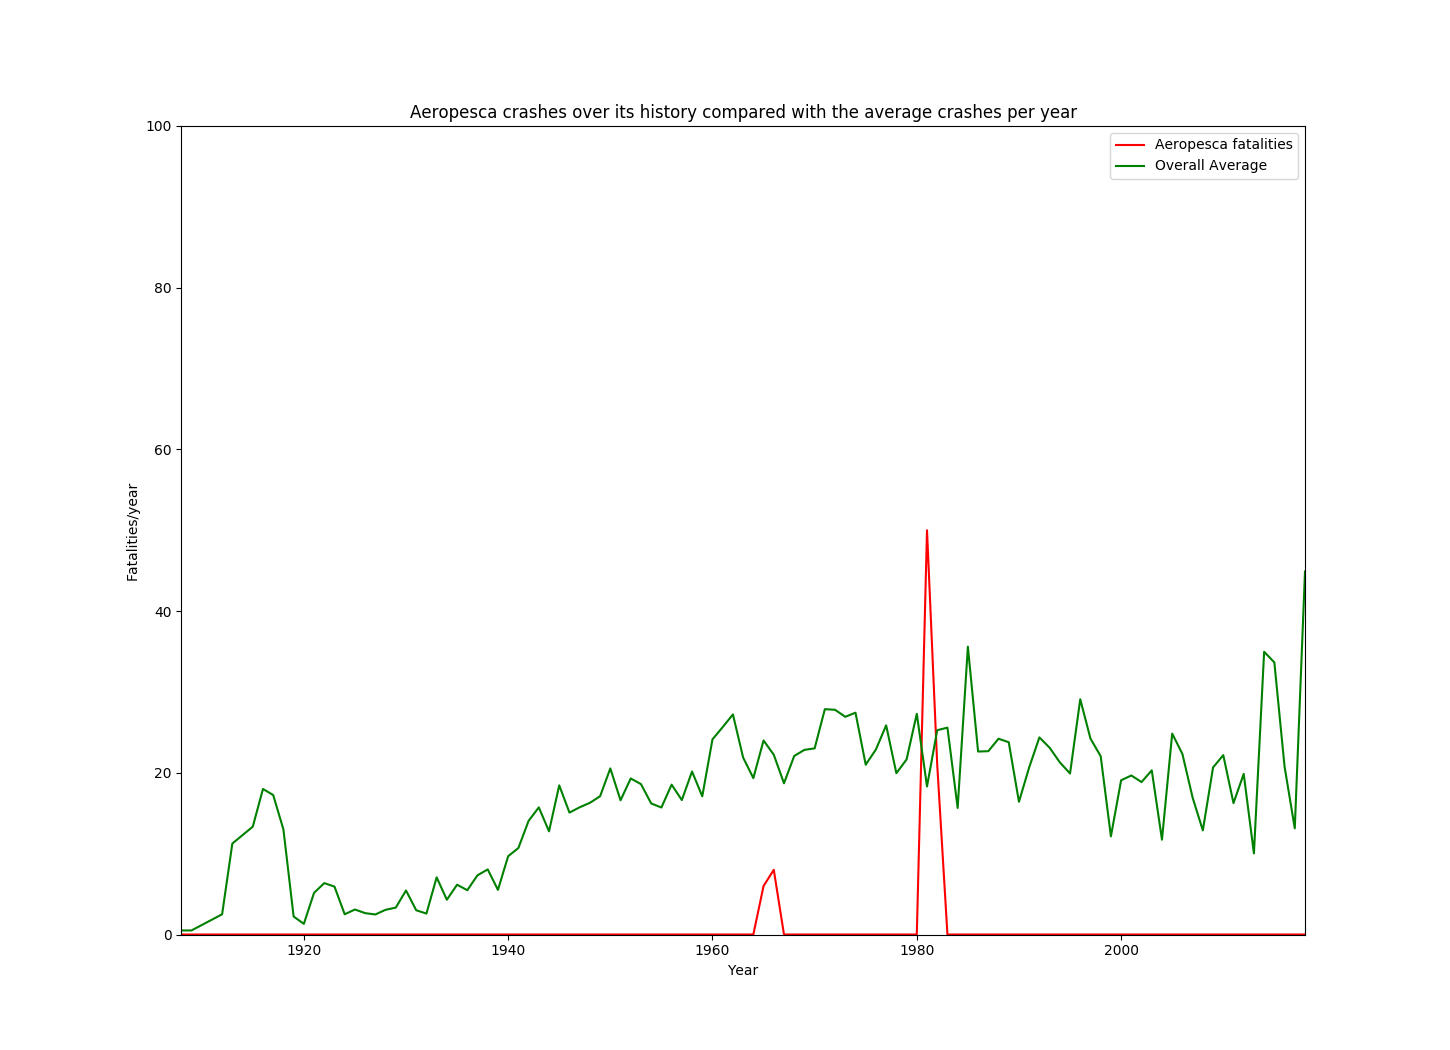 Aeropesca crashes over its history compared with the average crashes per year
100
80
60
40
20
0
Fatalities/year
Aeropesca fatalities
Overall Average
1920
1940
1960
1980
2000
Year